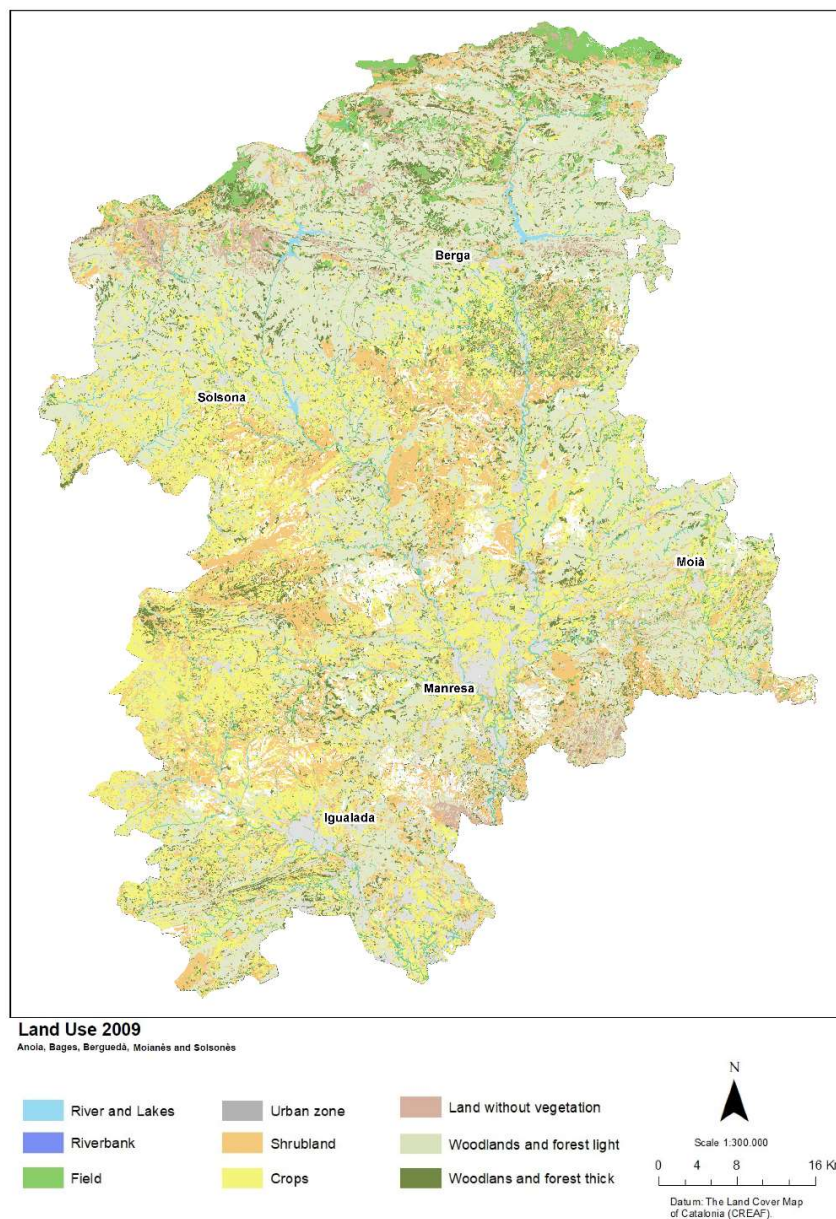 Berga
Solsona
Moià
Manresa
Igualada
Land Use 2009
Anoia, Bages, Berguedà, Moianès and Solsonès
River and Lakes
Riverbank
Field
Urban zone
Shrubland
Crops
Land without vegetation
Woodlands and forest light
Woodlans and forest thick
N
Scale 1:300.000
0 4 8 16 Km
Datum: The Land Cover Map
of Catalonia (CREAF).